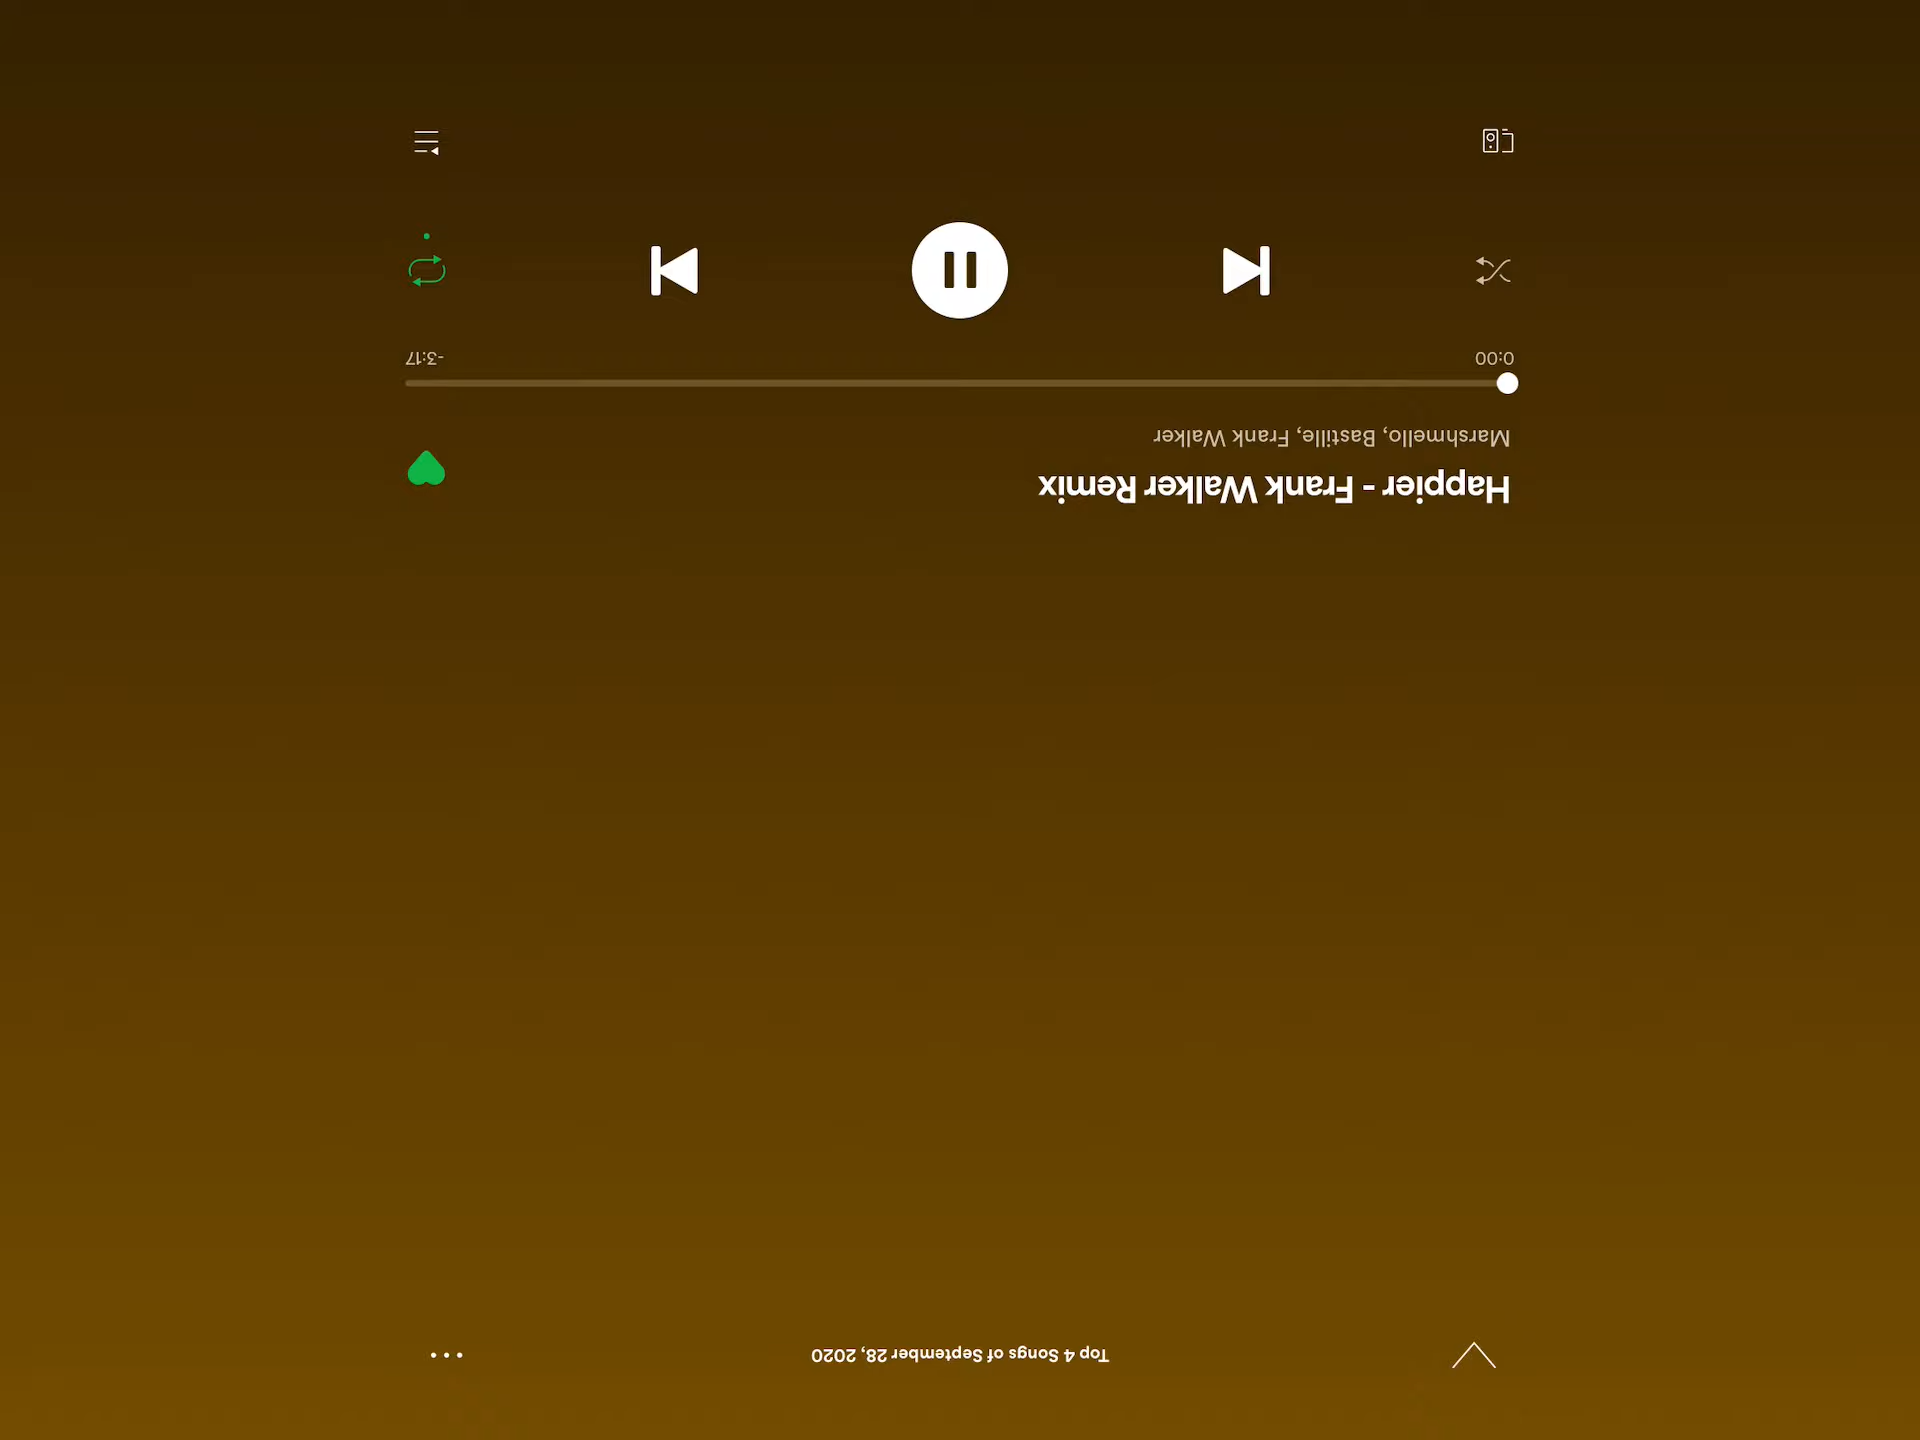 Top 4 Songs of September 28, 2020
Happier - Frank Walker Remix
Marshmello, Bastille, Frank Walker
0:00
-3:17